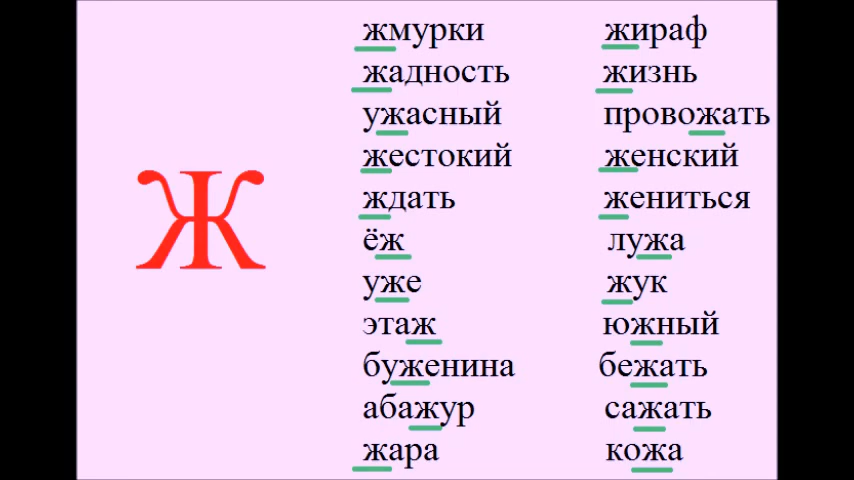 Ж
жмурки жираф
жадность жизнь
ужасный провожать
жестокий женский
ждать жениться
ёж лужа
уже жук
этаж южный
буженина бежать
абажур сажать
жара кожа